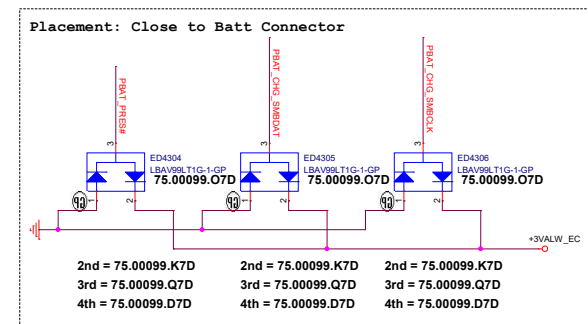 Placement: Close to Batt Connector
PBAT_PRES#
PBAT_CHG_SMBDAT
PBAT_CHG_SMBCLK
3
3
3
ED4304
LBAV99LT1G-1-GP
75.00099.O7D
ED4305
LBAV99LT1G-1-GP
75.00099.O7D
ED4306
LBAV99LT1G-1-GP
75.00099.O7D
1
2
1
2
1
2
+3VALW_EC
2nd = 75.00099.K7D
3rd = 75.00099.Q7D
4th = 75.00099.D7D
2nd = 75.00099.K7D
3rd = 75.00099.Q7D
4th = 75.00099.D7D
2nd = 75.00099.K7D
3rd = 75.00099.Q7D
4th = 75.00099.D7D